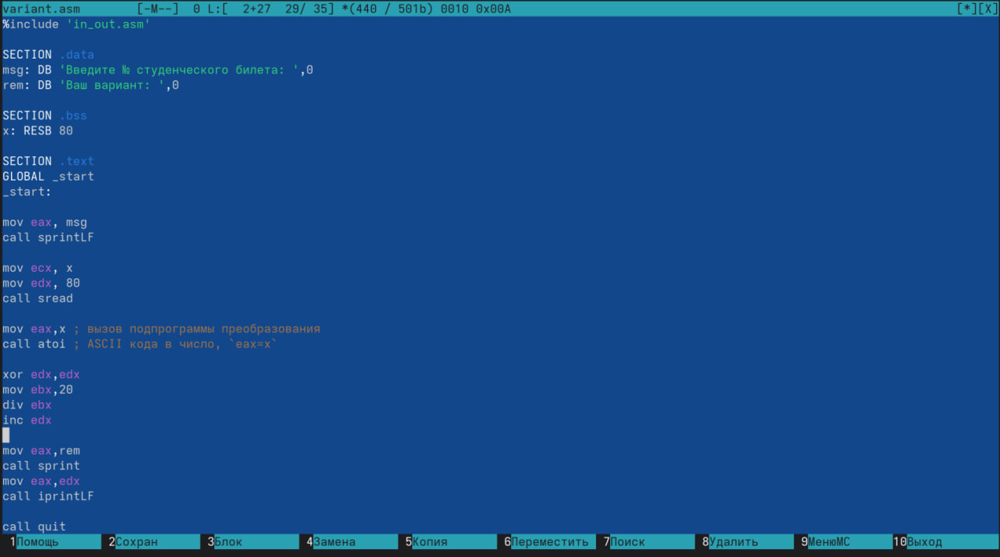 variant.asm [-M--] 0 L:[ 2+27 29/ 35] *(440 / 501b) 0010 0x00A [*][X]
%include 'in_out.asm'
SECTION .data
msg: DB 'Введите № студенческого билета: ',0
rem: DB 'Ваш вариант: ',0
SECTION .bss
x: RESB 80
SECTION .text
GLOBAL _start
_start:
mov eax, msg
call sprintLF
mov ecx, x
mov edx, 80
call sread
mov eax,x ; вызов подпрограммы преобразования
call atoi ; ASCII кода в число, `eax=x`
xor edx,edx
mov ebx,20
div ebx
inc edx
mov eax,rem
call sprint
mov eax,edx
call iprintLF
call quit
1Помощь 2Сохран 3Блок 4Замена 5Копия 6Переместить 7Поиск 8Удалить 9МенюМС 10Выход